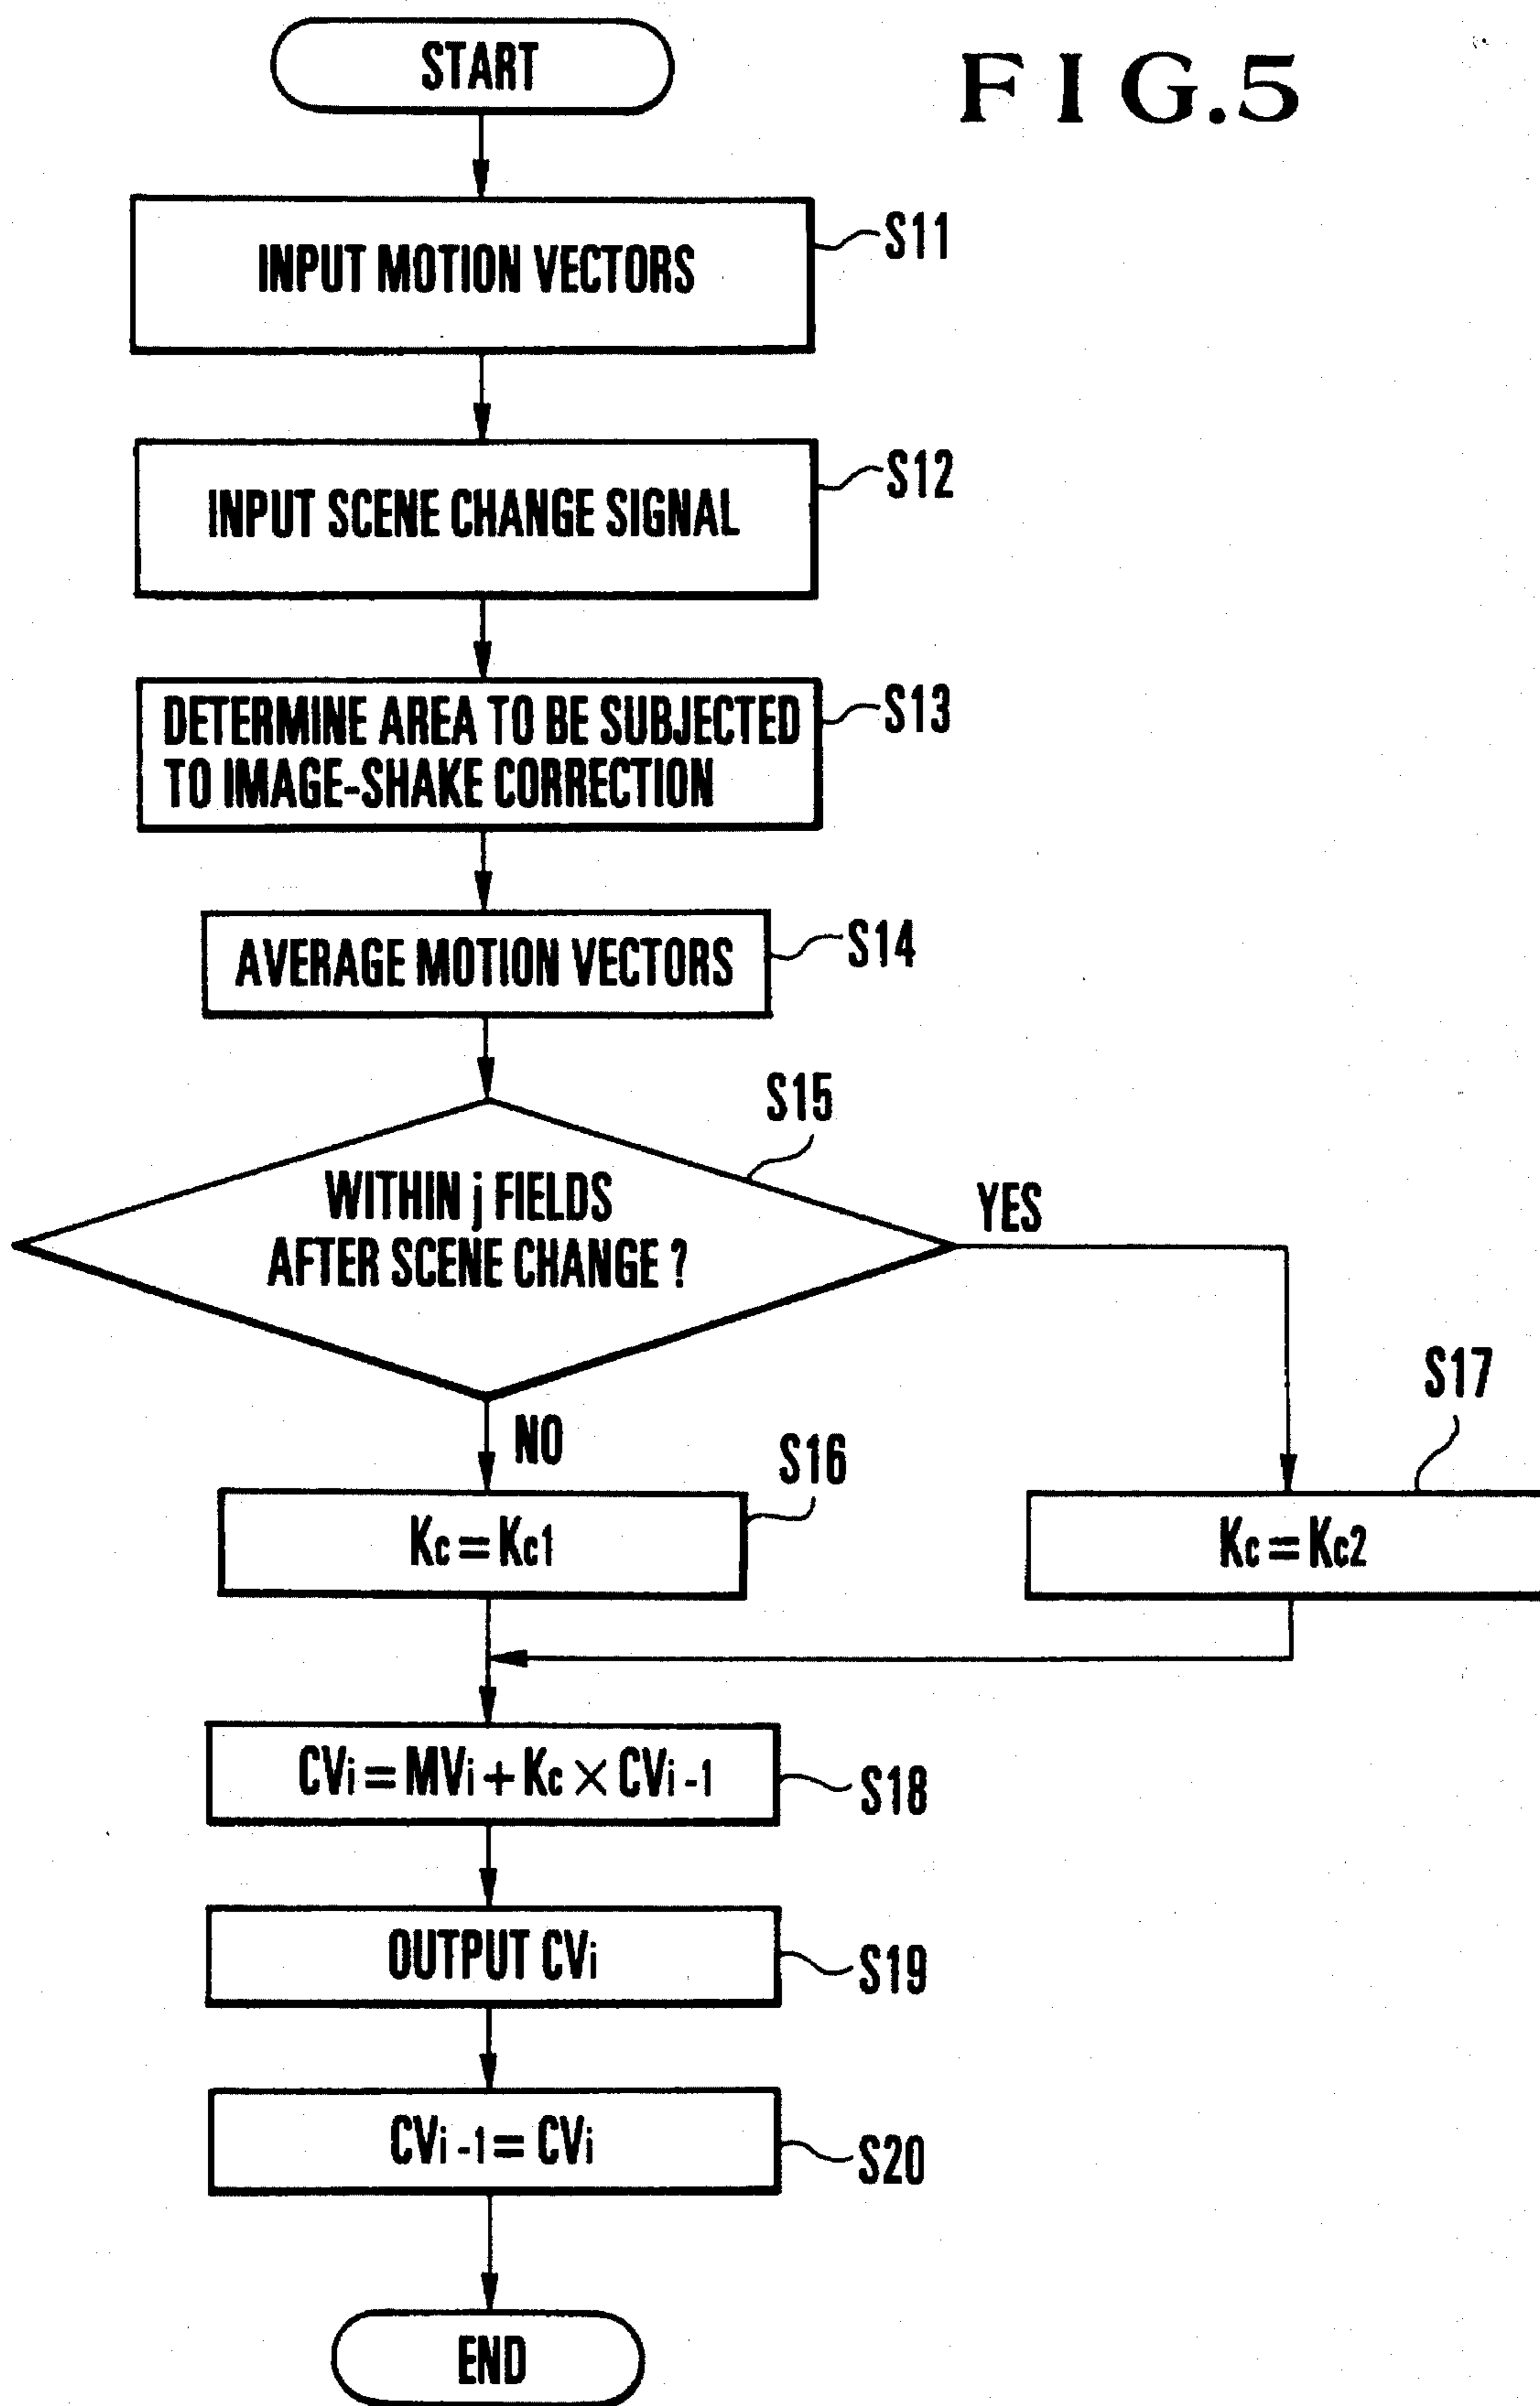 START
FIG.5
INPUT MOTION VECTORS
S11
INPUT SCENE CHANGE SIGNAL
S12
DETERMINE AREA TO BE SUBJECTED
TO IMAGE-SHAKE CORRECTION
S13
AVERAGE MOTION VECTORS
S14
S15
WITHIN j FIELDS
AFTER SCENE CHANGE ?
YES
NO
S16
S17
Kc = Kc1
Kc = Kc2
CVi = MVi + Kc × CVi-1
S18
OUTPUT CVi
S19
CVi-1 = CVi
S20
END